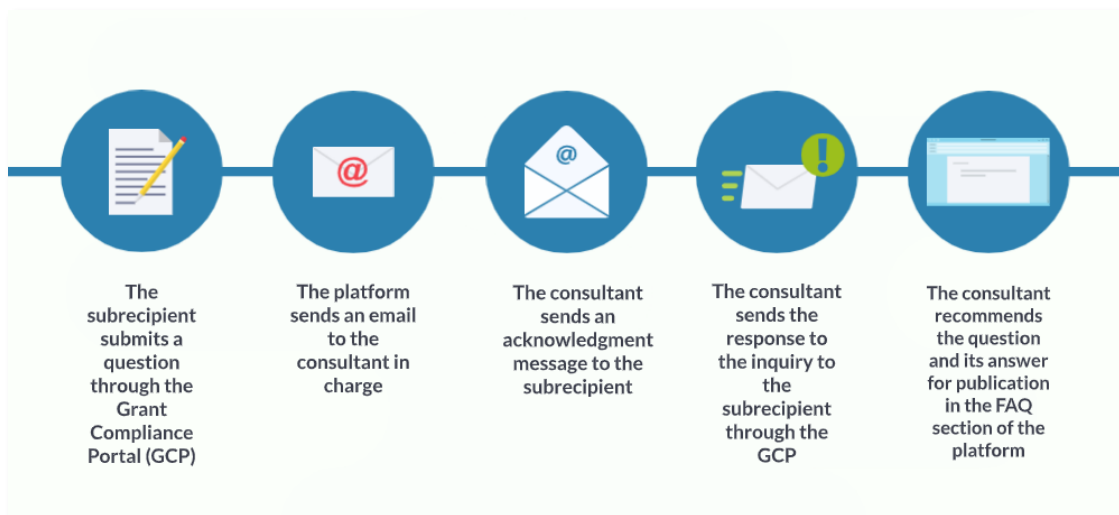 @
@
The
subrecipient
submits a
question
through the
Grant
Compliance
Portal (GCP)
The platform
sends an email
to the
consultant in
charge
The consultant
sends an
acknowledgment
message to the
subrecipient
The consultant
sends the
response to
the inquiry to
the
subrecipient
through the
GCP
The consultant
recommends
the question
and its answer
for publication
in the FAQ
section of the
platform